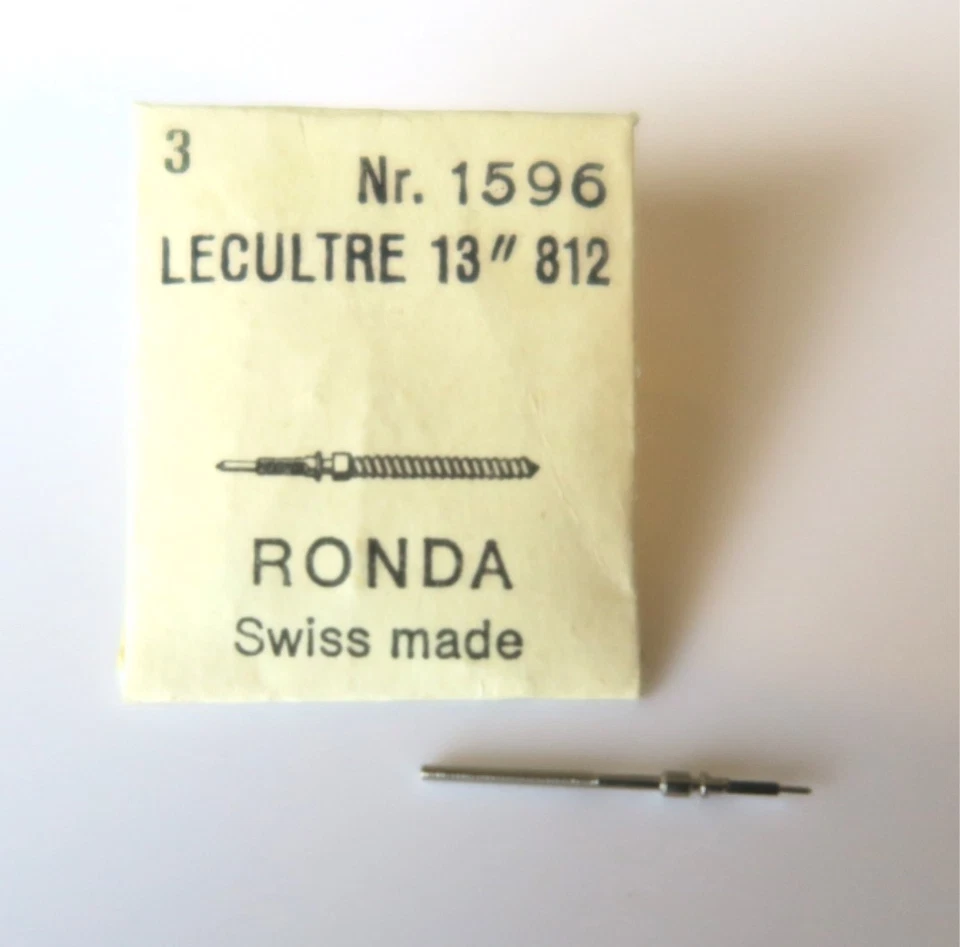 3
Nr. 1596
LECULTRE 13″ 812
RONDA
Swiss made